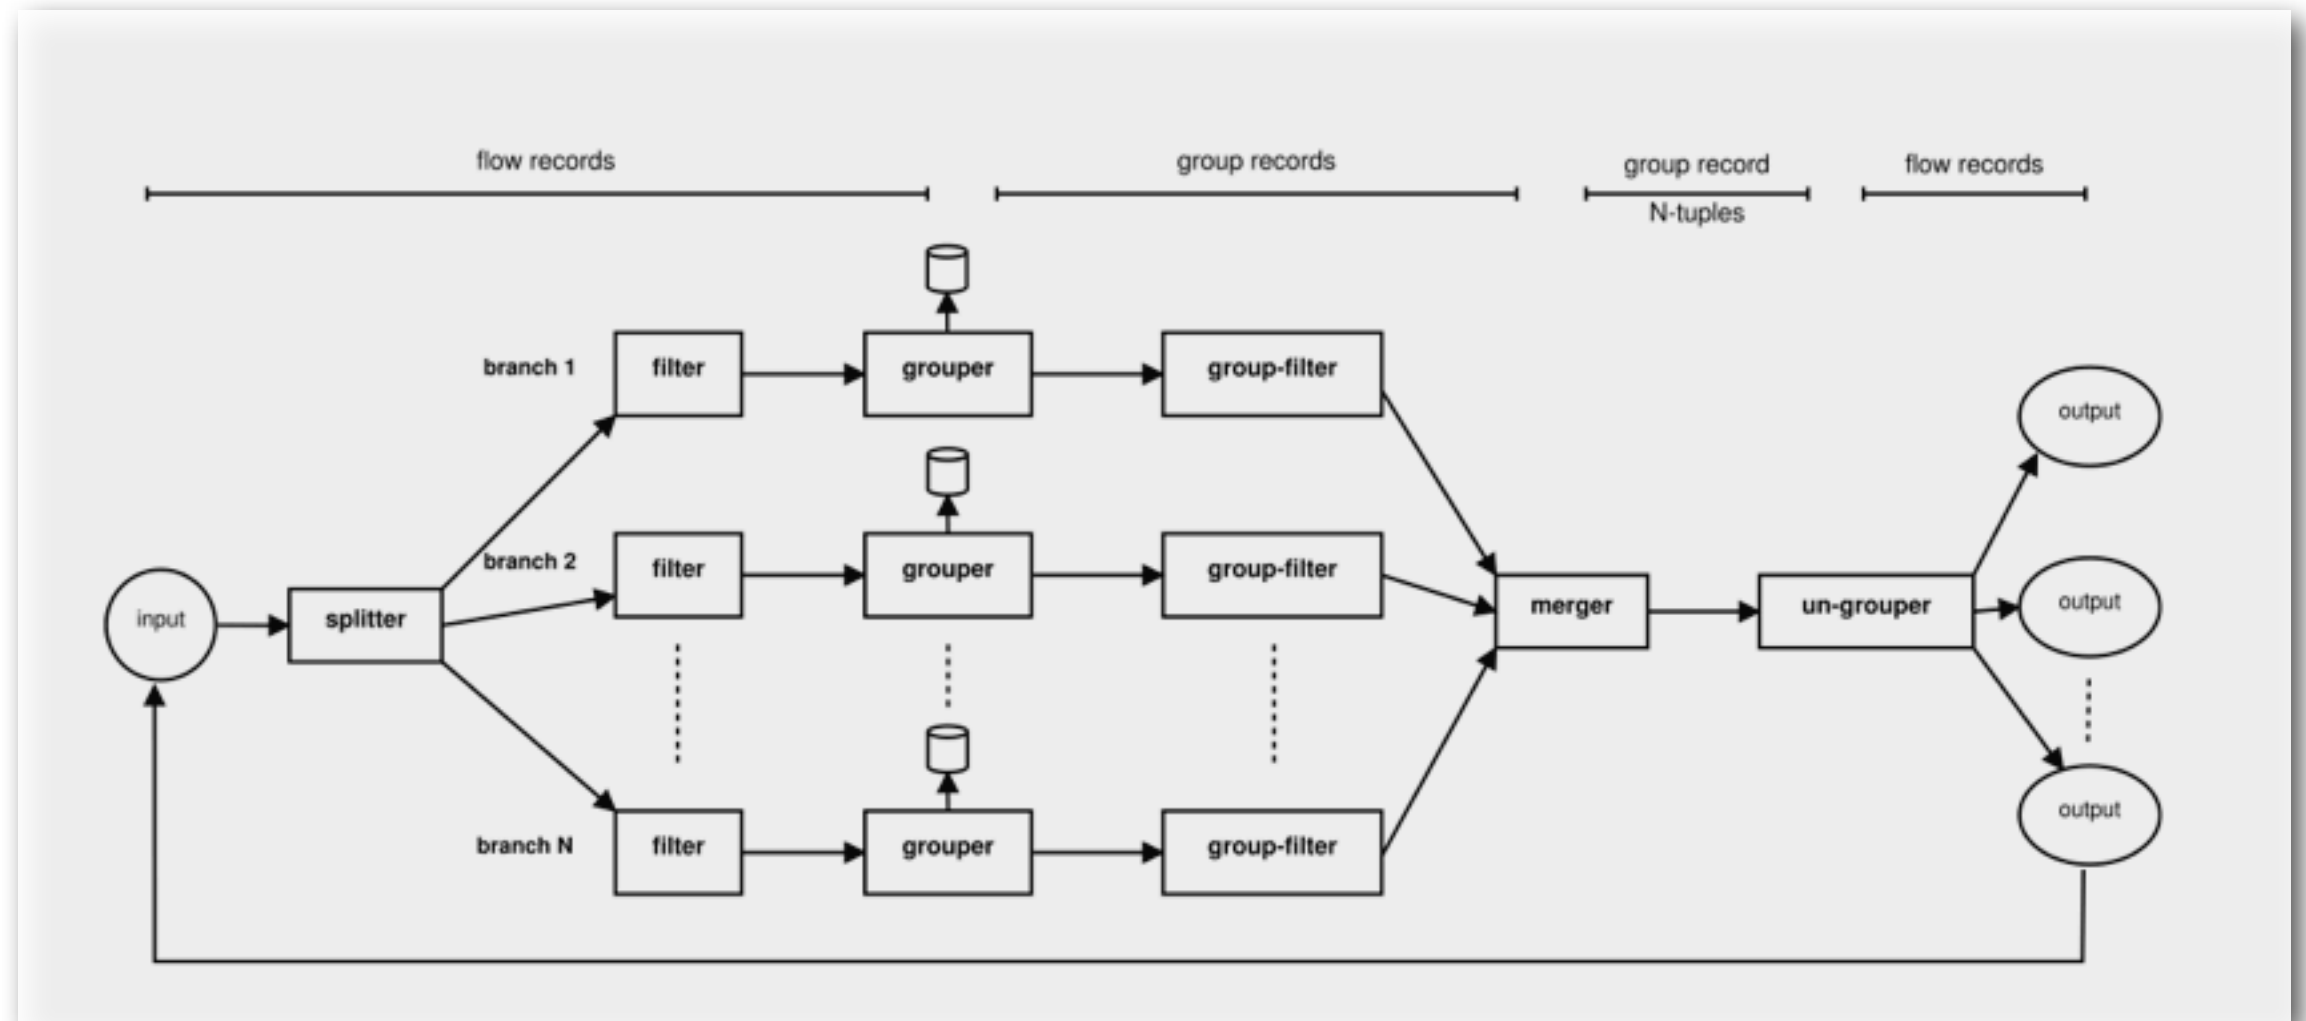 flow records
group records
group record
N-tuples
flow records
branch 1
filter
grouper
group-filter
output
branch 2
filter
grouper
group-filter
input
splitter
merger
un-grouper
output
branch N
filter
grouper
group-filter
output